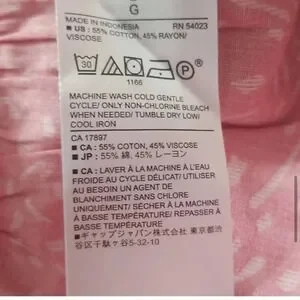 G
MADE IN INDONESIA RN 54023
■ US : 55% COTTON, 45% RAYON/
VISCOSE
30
1166
MACHINE WASH COLD GENTLE
CYCLE/ ONLY NON-CHLORINE BLEACH
WHEN NEEDED/ TUMBLE DRY LOW/
COOL IRON
CA 17897
■ CA : 55% COTON, 45% VISCOSE
■ JP : 55% 綿, 45% レーヨン
■ CA : LAVER À LA MACHINE À L'EAU
FROIDE AU CYCLE DÉLICAT/ UTILISER
AU BESOIN UN AGENT DE
BLANCHIMENT SANS CHLORE
UNIQUEMENT/ SÉCHER À LA MACHINE
À BASSE TEMPÉRATURE/ REPASSER À
BASSE TEMPÉRATURE
■ギャップジャパン株式会社 東京都渋
谷区千駄ヶ谷5-32-10